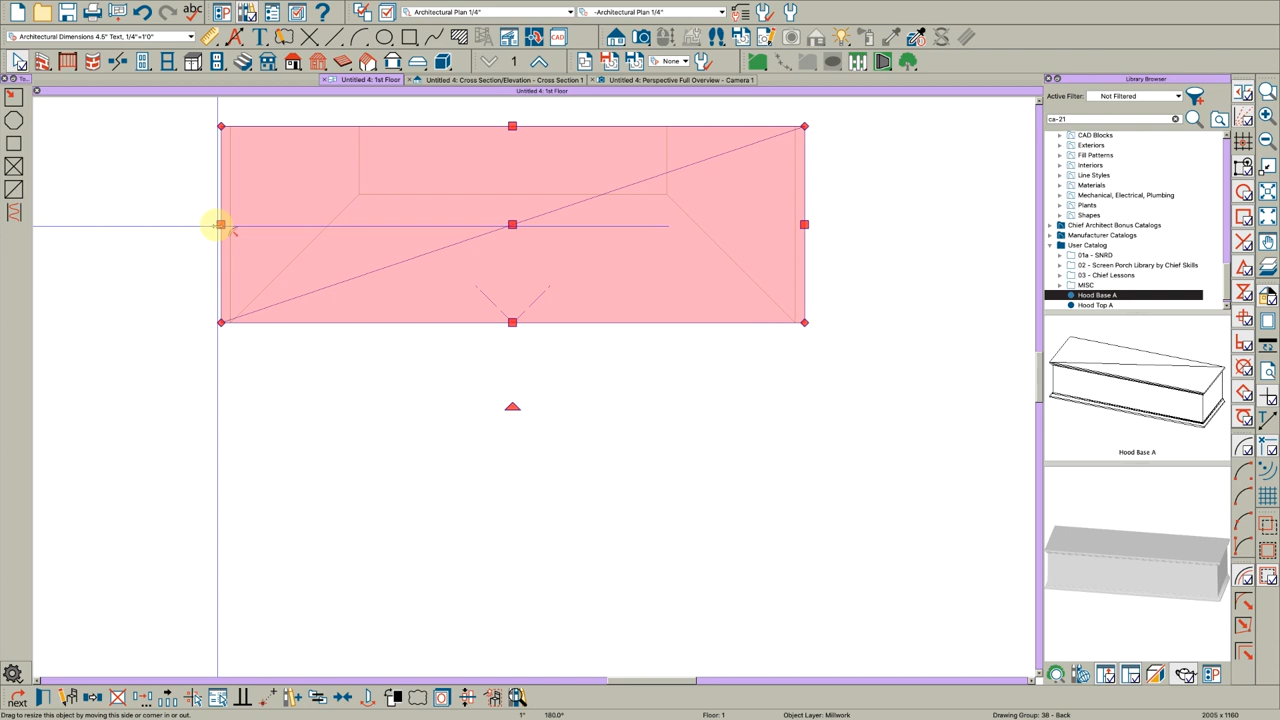 Architectural Plan 1/4"
-Architectural Plan 1/4"
Architectural Dimensions 4.5" Text, 1/4"=1'0"
1
None
To...
Untitled 4: 1st Floor
Untitled 4: Cross Section/Elevation - Cross Section 1
Untitled 4: Perspective Full Overview - Camera 1
Untitled 4: 1st Floor
Library Browser
Active Filter:
Not Filtered
ca-21
CAD Blocks
Exteriors
Fill Patterns
Interiors
Line Styles
Materials
Mechanical, Electrical, Plumbing
Plants
Shapes
Chief Architect Bonus Catalogs
Manufacturer Catalogs
User Catalog
01a - SNRD
02 - Screen Porch Library by Chief Skills
03 - Chief Lessons
MISC
Hood Base A
Hood Top A
Hood Base A
next
Drag to resize this object by moving this side or corner in or out.
1"
180.0°
Floor: 1
Object Layer: Millwork
Drawing Group: 38 - Back
2005 x 1160